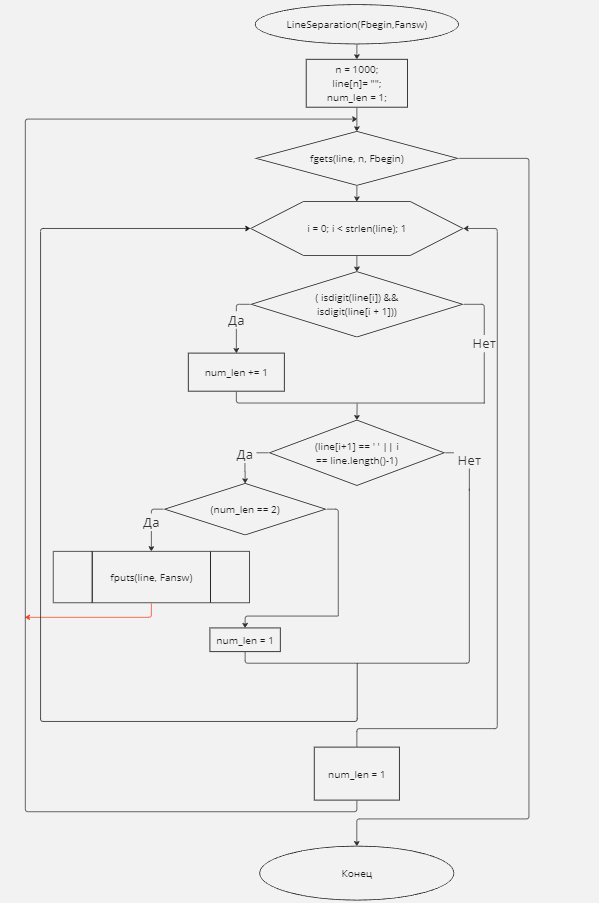 LineSeparation(Fbegin,Fansw)
n = 1000;
line[n]= "";
num_len = 1;
fgets(line, n, Fbegin)
i = 0; i < strlen(line); 1
( isdigit(line[i]) &&
isdigit(line[i + 1]))
Да
Нет
num_len += 1
(line[i+1] == ' ' || i
== line.length()-1)
Да
Нет
(num_len == 2)
Да
fputs(line, Fansw)
num_len = 1
num_len = 1
Конец